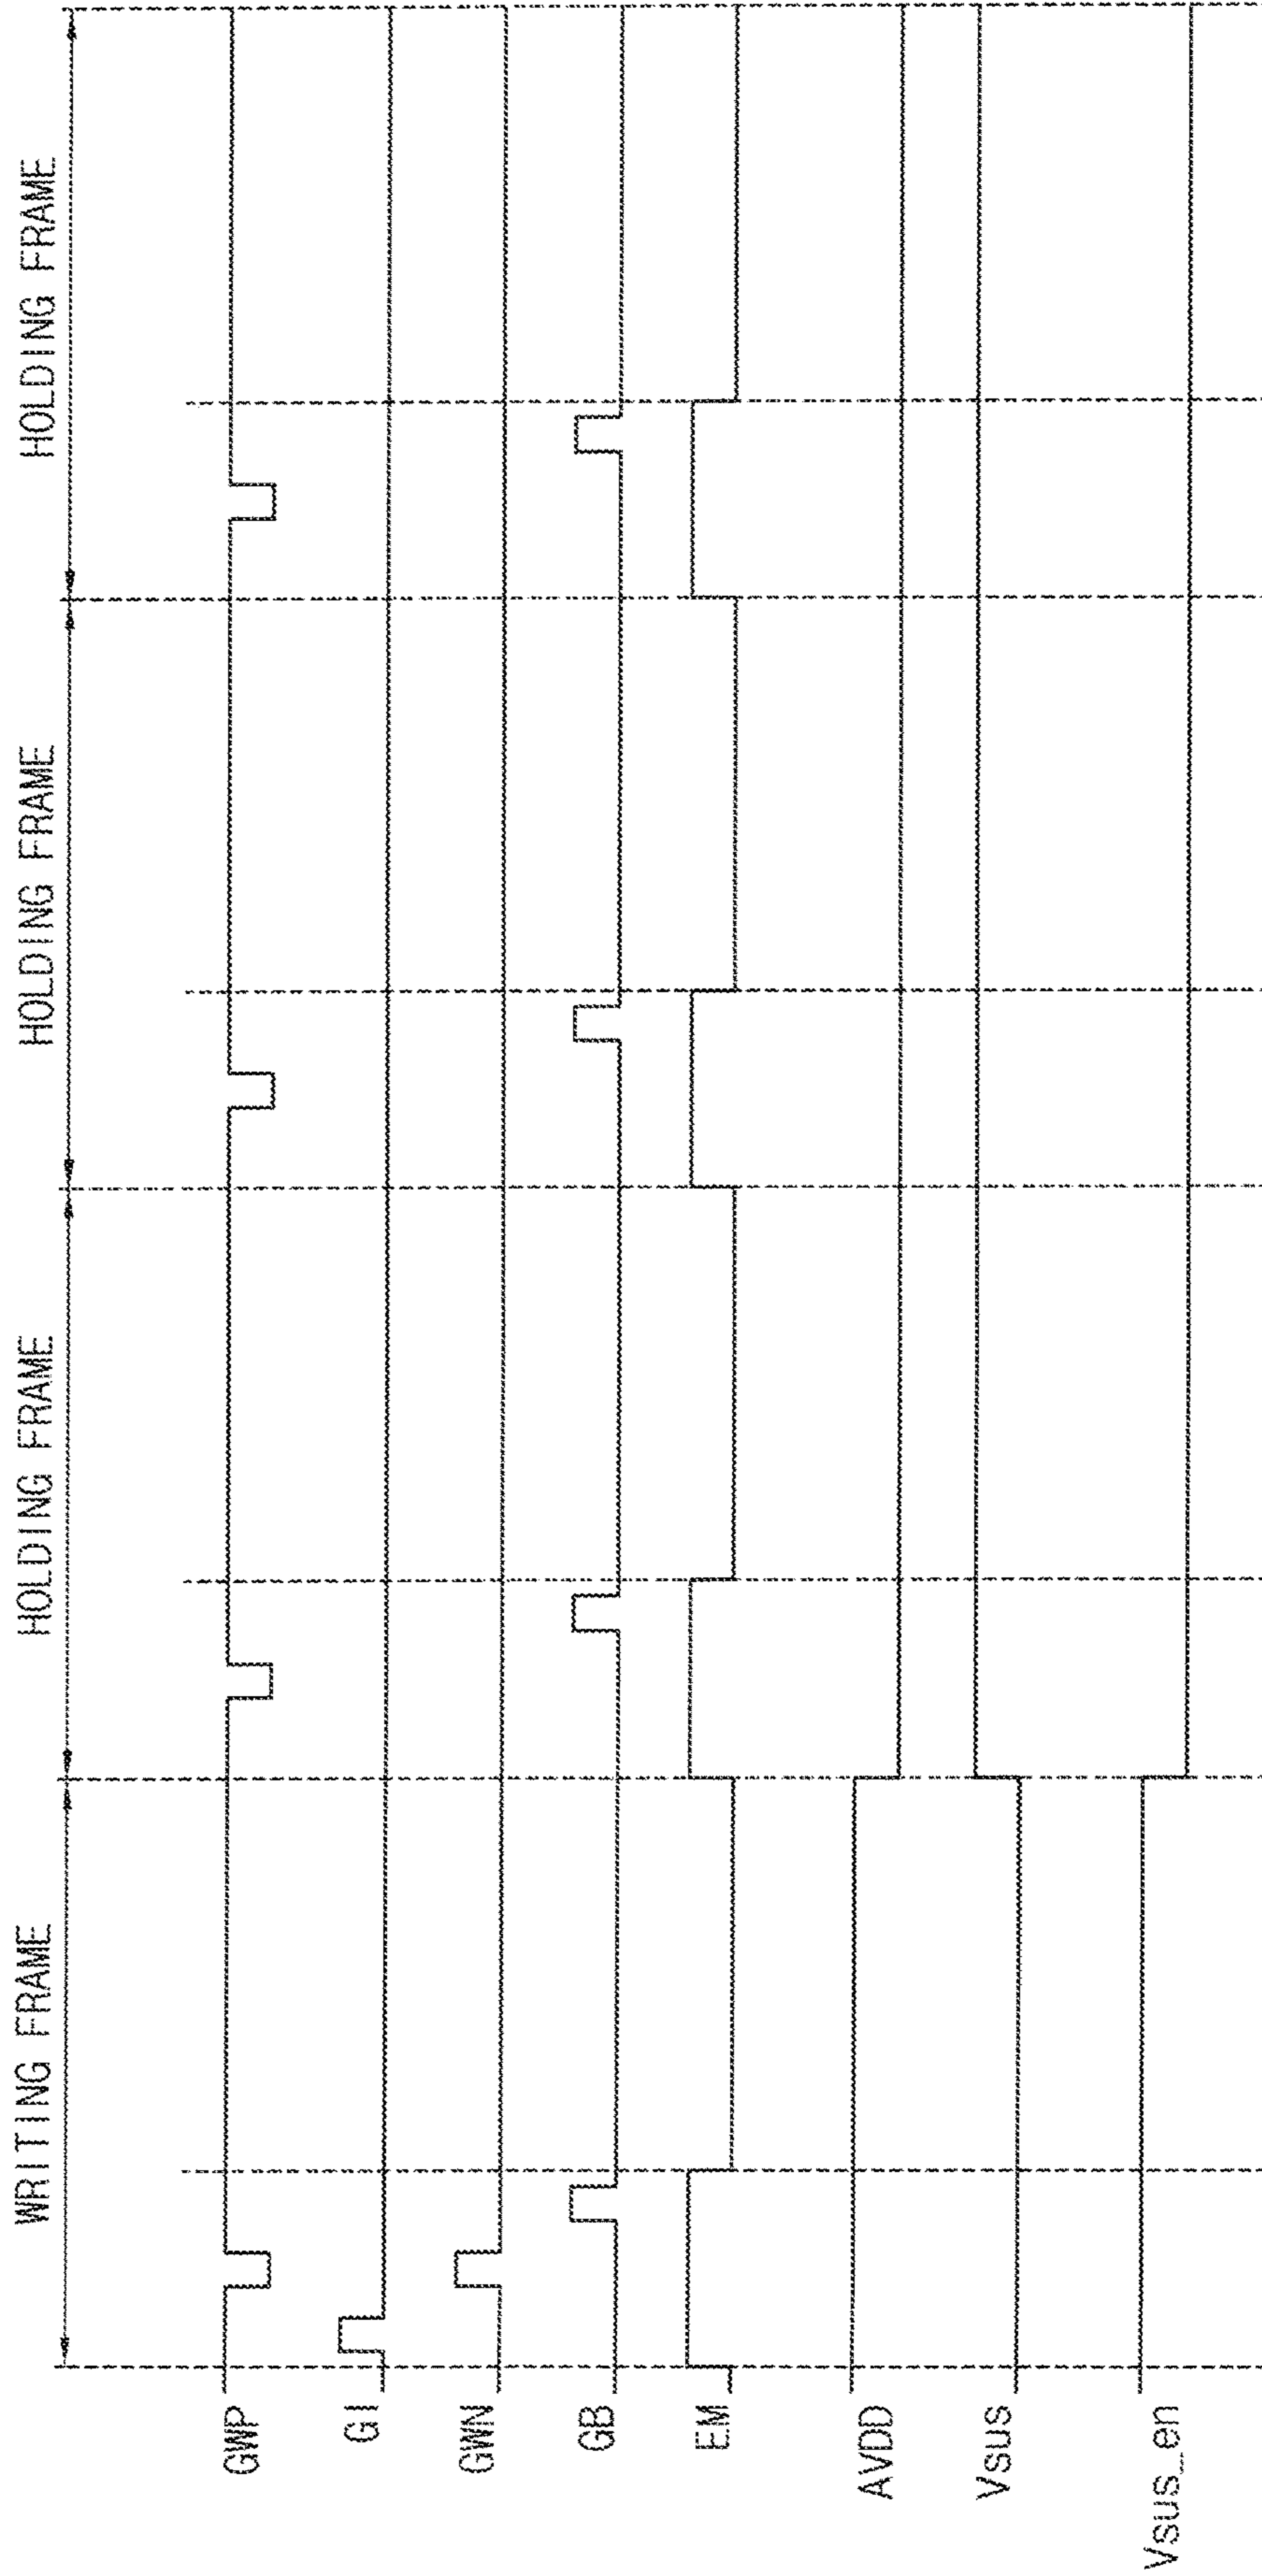 WRITING FRAME
HOLDING FRAME
HOLDING FRAME
HOLDING FRAME
GWP
GI
GWN
GB
EM
AVDD
Vsus
Vsus_en